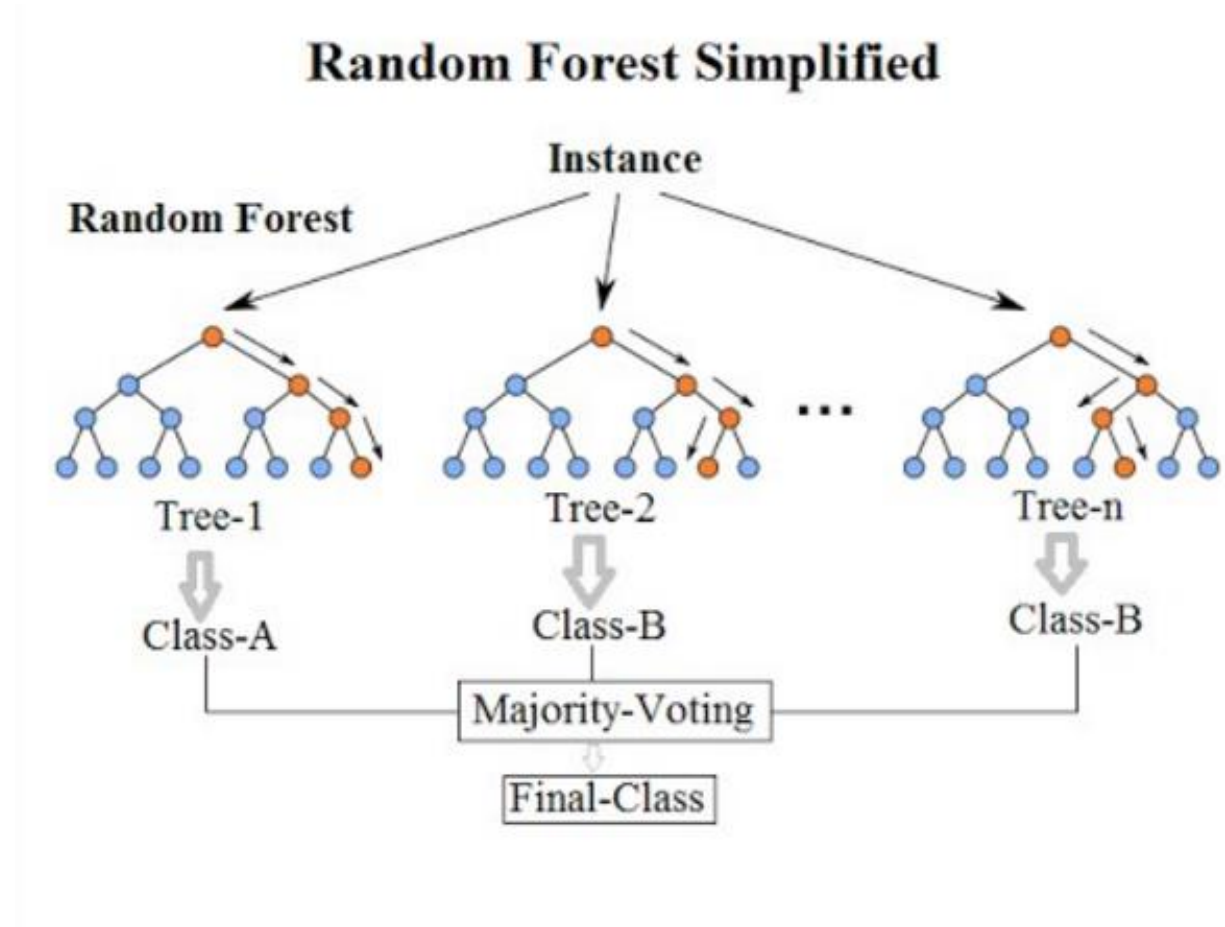 Random Forest Simplified
Instance
Random Forest
...
Tree-1
Tree-2
Tree-n
Class-A
Class-B
Class-B
Majority-Voting
Final-Class